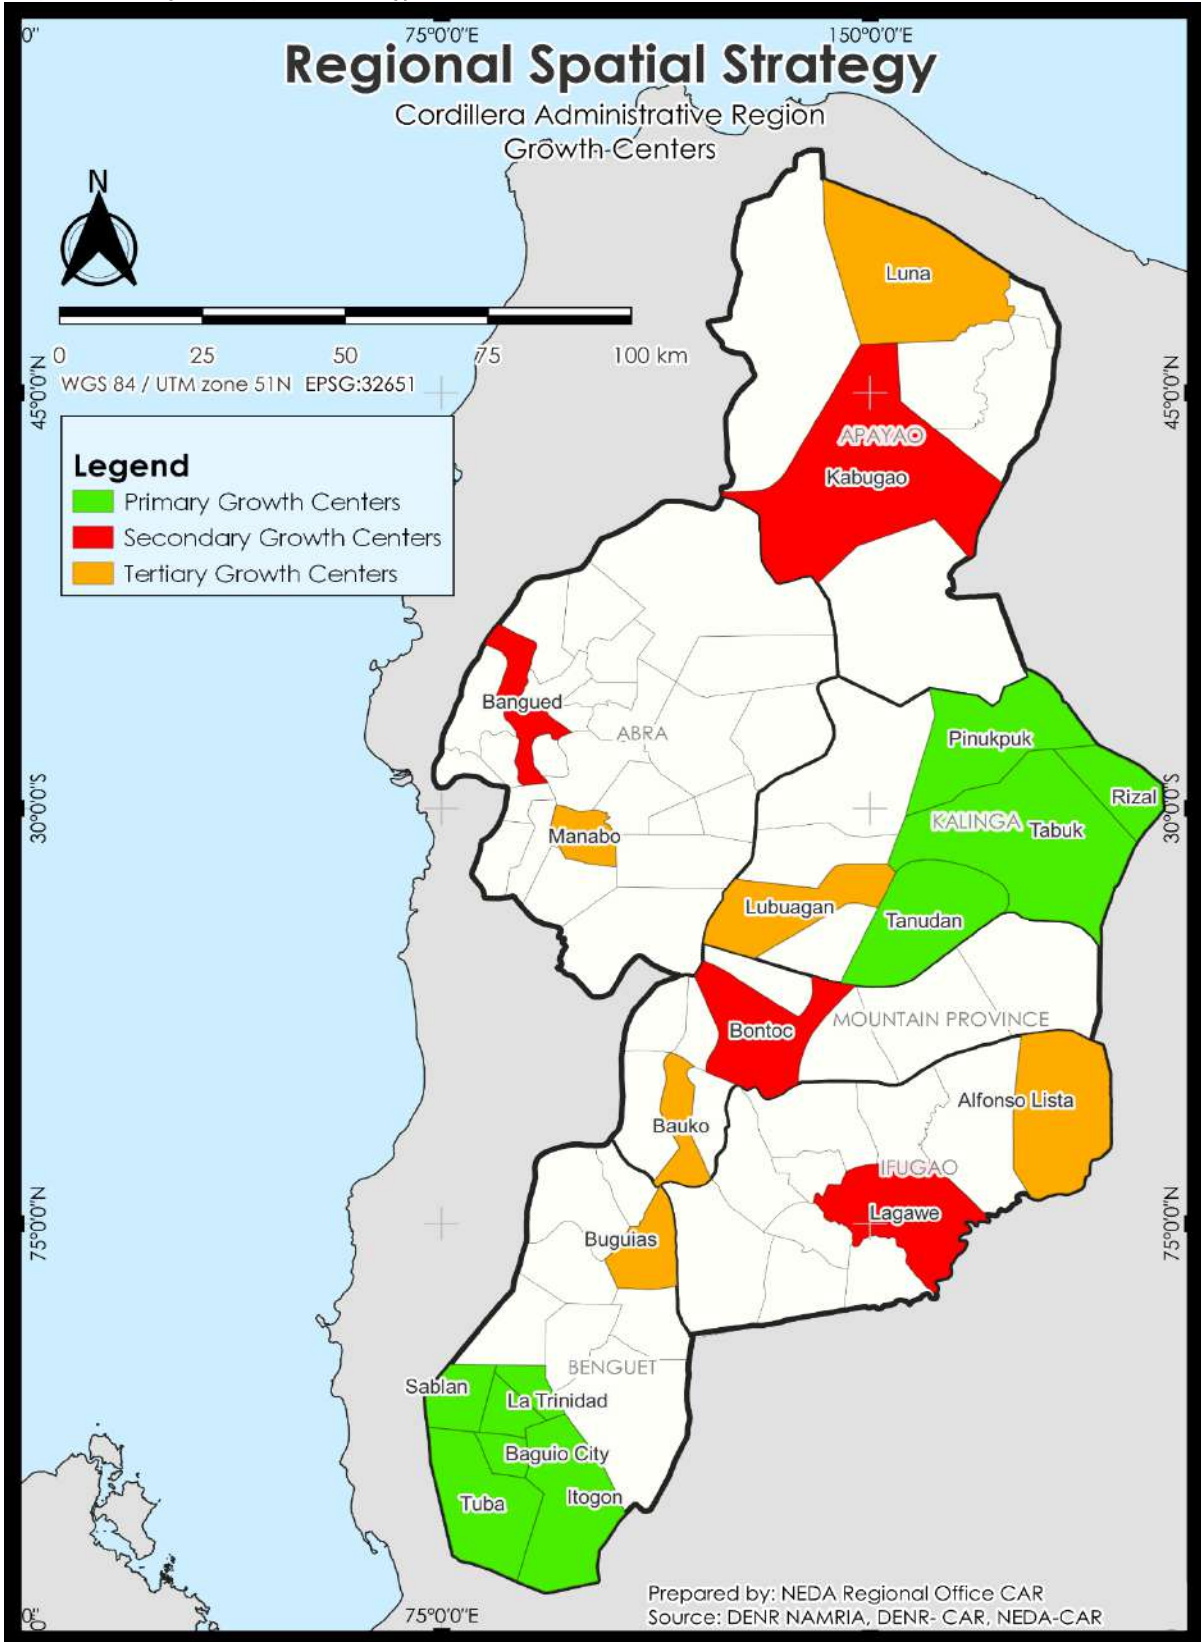 0"
75°0'0"E
150°0'0"E
Regional Spatial Strategy
Cordillera Administrative Region
Growth Centers
N
0 25 50 75 100 km
WGS 84 / UTM zone 51N EPSG:32651
45°0'0"N
45°0'0"N
Legend
Primary Growth Centers
Secondary Growth Centers
Tertiary Growth Centers
Luna
APAYAO
Kabugao
Bangued
ABRA
Pinukpuk
Rizal
KALINGA
Tabuk
30°0'0"S
30°0'0"S
Manabo
Lubuagan
Tanudan
Bontoc
MOUNTAIN PROVINCE
Alfonso Lista
Bauko
IFUGAO
Lagawe
75°0'0"N
75°0'0"N
Buguias
BENGUET
Sablan
La Trinidad
Baguio City
Itogon
Tuba
Prepared by: NEDA Regional Office CAR
Source: DENR NAMRIA, DENR- CAR, NEDA-CAR
0"
75°0'0"E